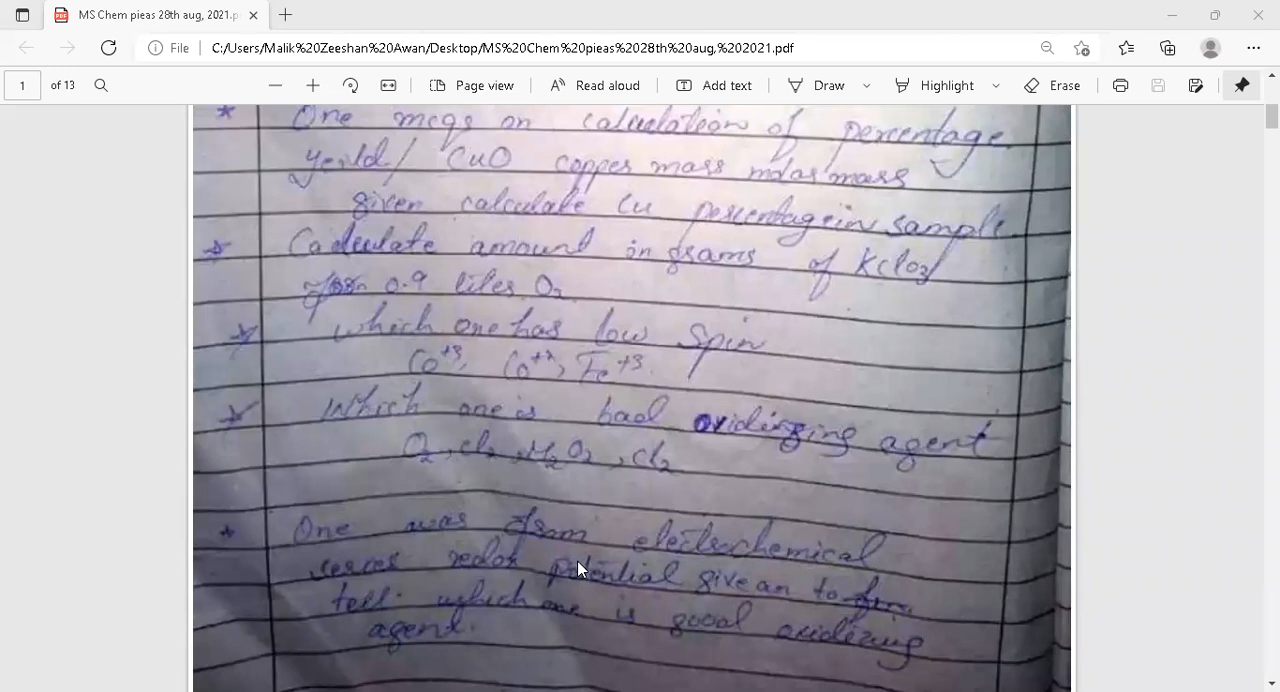 MS Chem pieas 28th aug, 2021.p
File
C:/Users/Malik%20Zeeshan%20Awan/Desktop/MS%20Chem%20pieas%2028th%20aug,%202021.pdf
1 of 13 Page view Read aloud Add text Draw Highlight Erase
* One mcqs on calculation of percentage
yeild/ CuO copper mass molar mass
given calculate Cu percentage in sample
* Calculate amount in grams of KClO3
from 0.9 liters O2
* which one has low spin
Co+3, Co+2, Fe+3.
* Which one is bad oxidizing agent
O2, Cl2, H2O2, Cl2
* One was from electrochemical
series redox potential given to
tell which one is good oxidizing
agent.